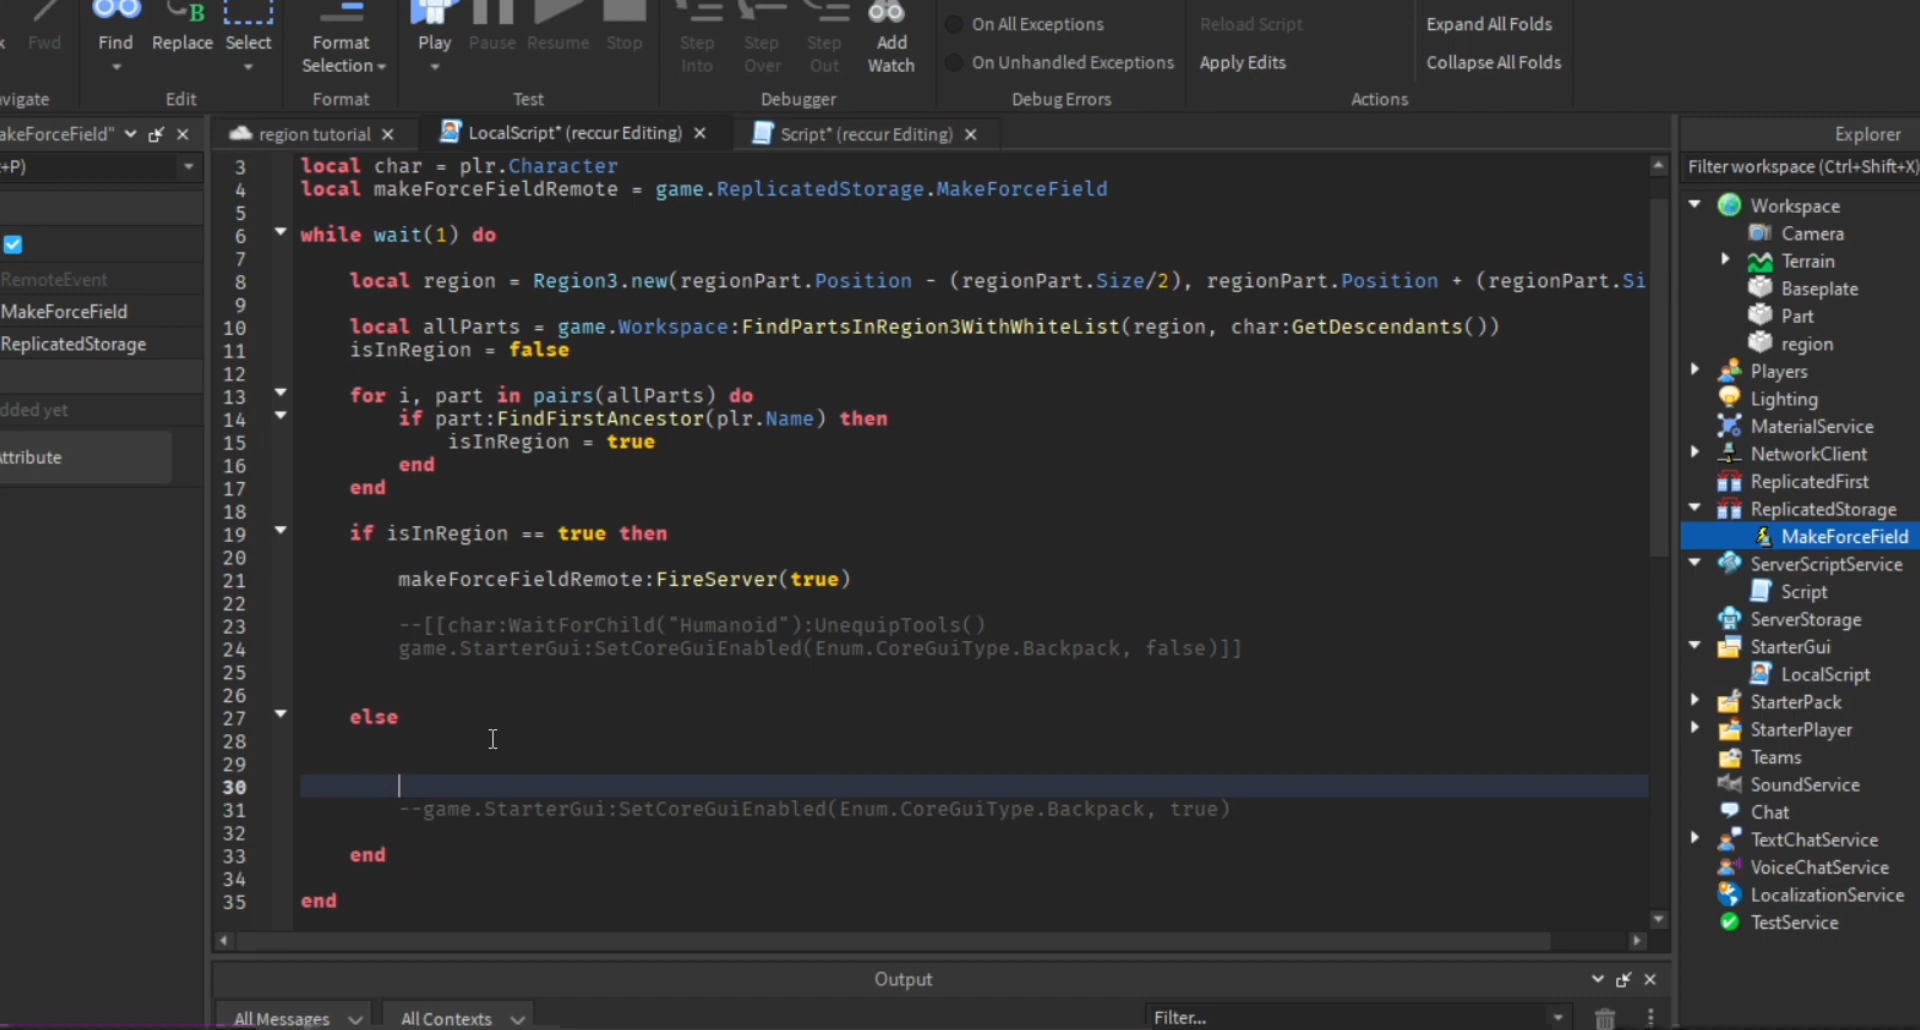 Fwd
Find
Replace
Select
Format
Selection
Play
Pause
Resume
Stop
Step
Into
Step
Over
Step
Out
Add
Watch
On All Exceptions
On Unhandled Exceptions
Reload Script
Apply Edits
Expand All Folds
Collapse All Folds
vigate
Edit
Format
Test
Debugger
Debug Errors
Actions
akeForceField"
+P)
RemoteEvent
MakeForceField
ReplicatedStorage
dded yet
Attribute
region tutorial
LocalScript* (reccur Editing)
Script* (reccur Editing)
3 local char = plr.Character
4 local makeForceFieldRemote = game.ReplicatedStorage.MakeForceField
5
6 while wait(1) do
7
8 local region = Region3.new(regionPart.Position - (regionPart.Size/2), regionPart.Position + (regionPart.Si
9
10 local allParts = game.Workspace:FindPartsInRegion3WithWhiteList(region, char:GetDescendants())
11 isInRegion = false
12
13 for i, part in pairs(allParts) do
14 if part:FindFirstAncestor(plr.Name) then
15 isInRegion = true
16 end
17 end
18
19 if isInRegion == true then
20
21 makeForceFieldRemote:FireServer(true)
22
23 --[[char:WaitForChild("Humanoid"):UnequipTools()
24 game.StarterGui:SetCoreGuiEnabled(Enum.CoreGuiType.Backpack, false)]]
25
26
27 else
28
29
30
31 --game.StarterGui:SetCoreGuiEnabled(Enum.CoreGuiType.Backpack, true)
32
33 end
34
35 end
Output
All Messages
All Contexts
Filter...
Explorer
Filter workspace (Ctrl+Shift+X)
Workspace
Camera
Terrain
Baseplate
Part
region
Players
Lighting
MaterialService
NetworkClient
ReplicatedFirst
ReplicatedStorage
MakeForceField
ServerScriptService
Script
ServerStorage
StarterGui
LocalScript
StarterPack
StarterPlayer
Teams
SoundService
Chat
TextChatService
VoiceChatService
LocalizationService
TestService